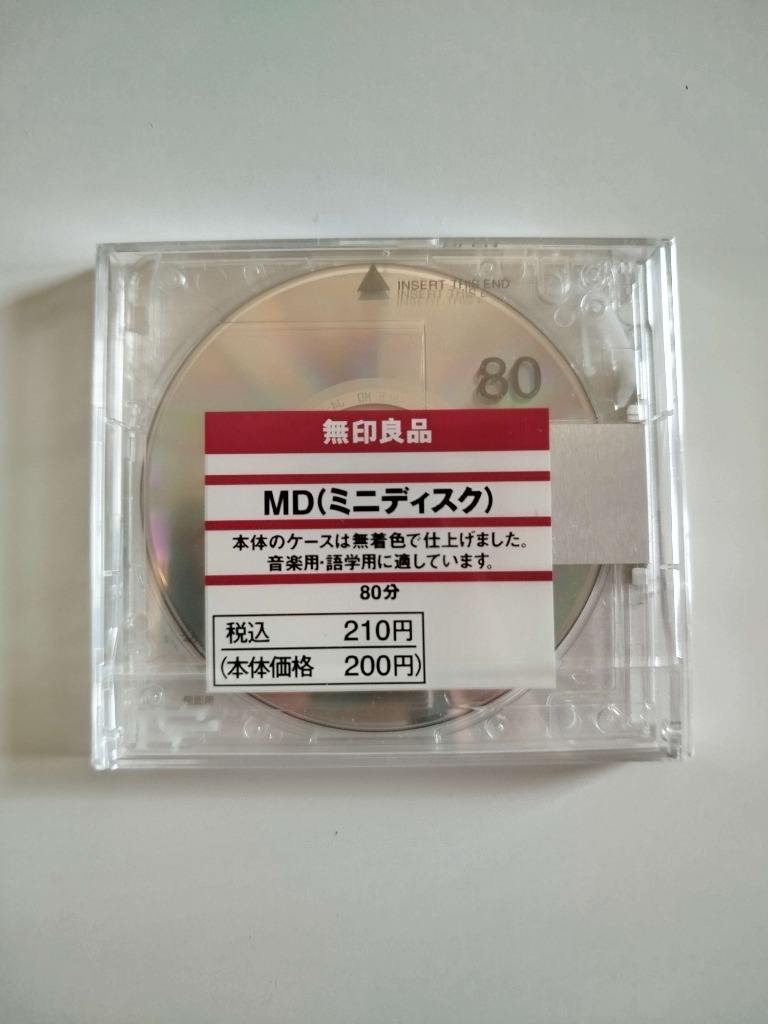 INSERT THIS END
80
無印良品
MD(ミニディスク)
本体のケースは無着色で仕上げました。
音楽用・語学用に適しています。
80分
税込 210円
(本体価格 200円)